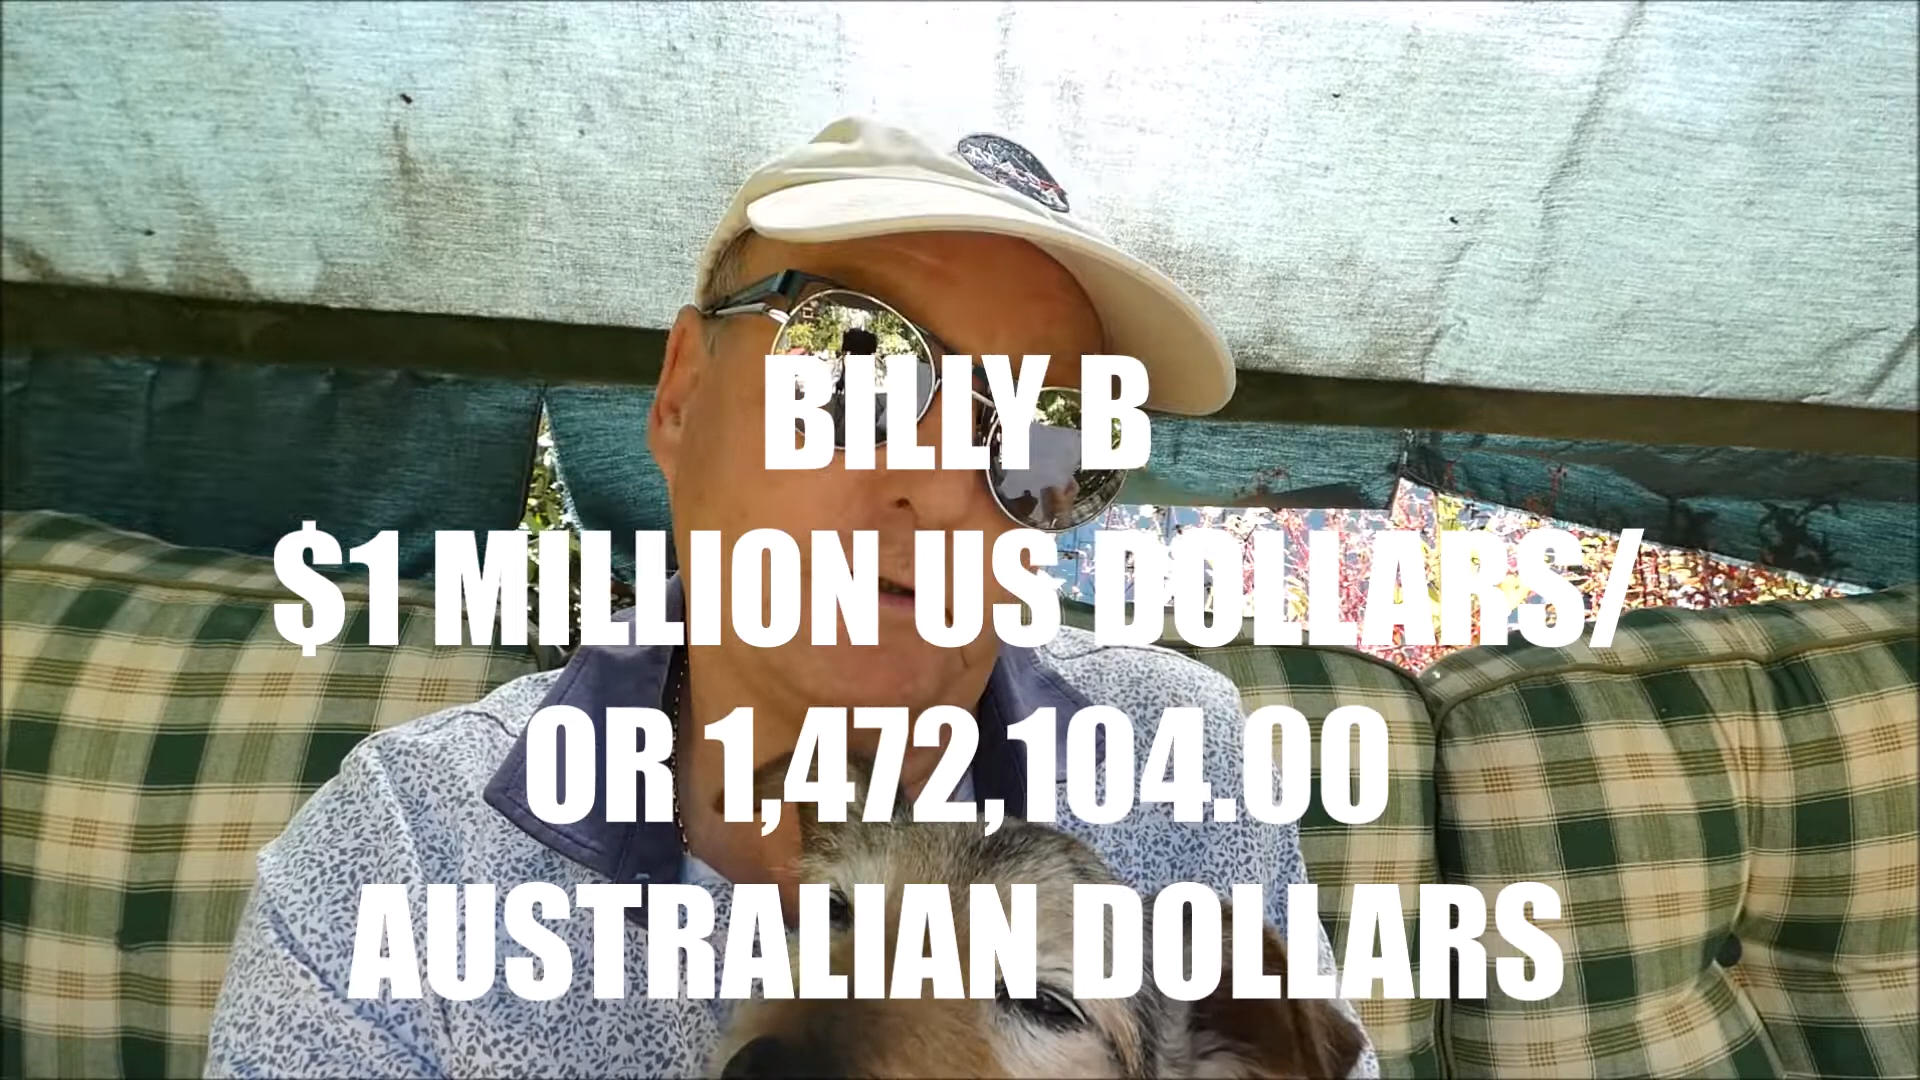 BILLY B
$1 MILLION US DOLLARS/
OR 1,472,104.00
AUSTRALIAN DOLLARS